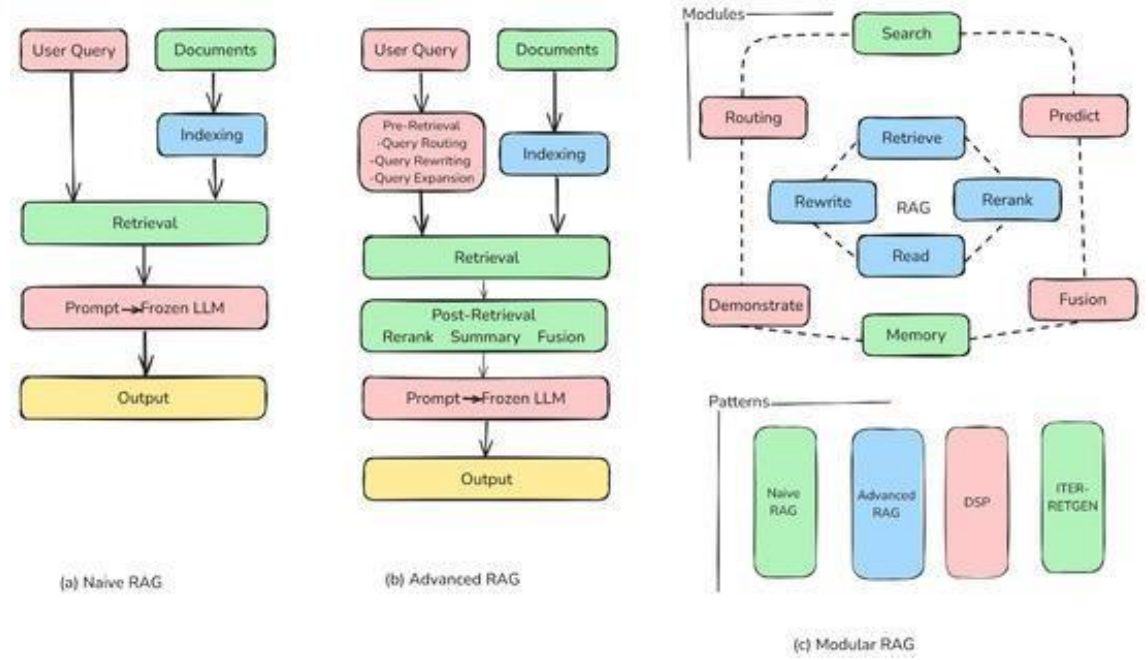 User Query
Documents
Indexing
Retrieval
Prompt Frozen LLM
Output
(a) Naive RAG
User Query
Documents
Pre-Retrieval
-Query Routing
-Query Rewriting
-Query Expansion
Indexing
Retrieval
Post-Retrieval
Rerank Summary Fusion
Prompt Frozen LLM
Output
(b) Advanced RAG
Modules
Search
Routing
Predict
Retrieve
Rewrite
RAG
Rerank
Read
Demonstrate
Fusion
Memory
Patterns
Naive
RAG
Advanced
RAG
DSP
ITER-
RETGEN
(c) Modular RAG